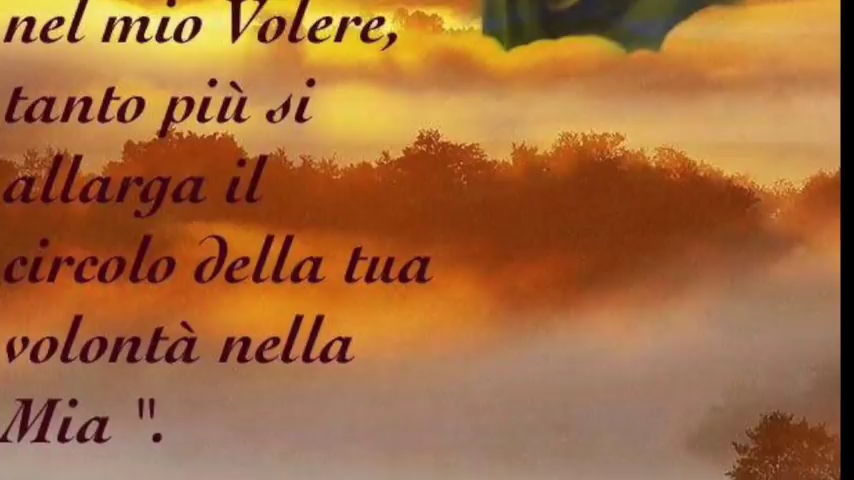 nel mio Volere,
tanto più si
allarga il
circolo della tua
volontà nella
Mia ".